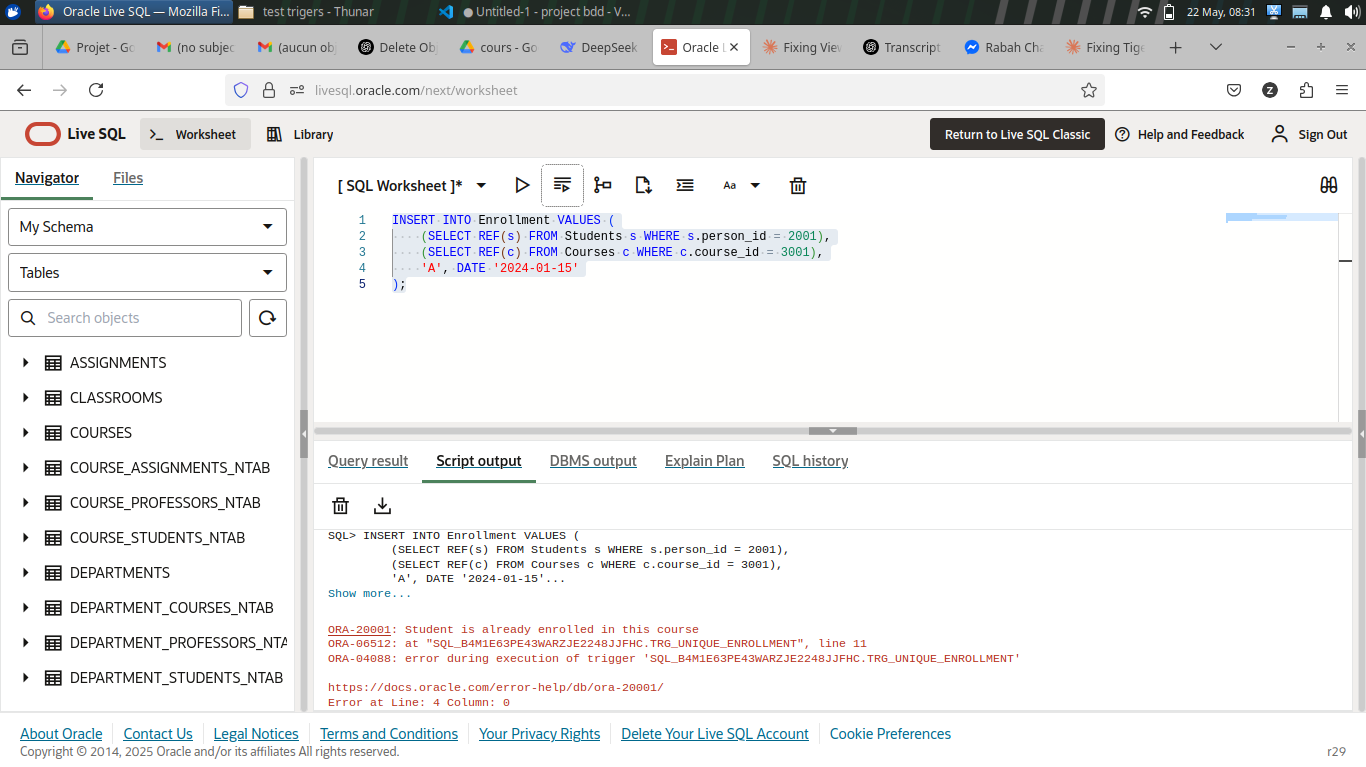 Oracle Live SQL — Mozilla Fi...
test trigers - Thunar
Untitled-1 - project bdd - V...
22 May, 08:31
Projet - Go
(no subjec
(aucun obj
Delete Obj
cours - Go
DeepSeek
Oracle L
Fixing View
Transcript
Rabah Cha
Fixing Tige
livesql.oracle.com/next/worksheet
Z
Live SQL
Worksheet
Library
Return to Live SQL Classic
Help and Feedback
Sign Out
Navigator
Files
My Schema
Tables
Search objects
ASSIGNMENTS
CLASSROOMS
COURSES
COURSE_ASSIGNMENTS_NTAB
COURSE_PROFESSORS_NTAB
COURSE_STUDENTS_NTAB
DEPARTMENTS
DEPARTMENT_COURSES_NTAB
DEPARTMENT_PROFESSORS_NTA
DEPARTMENT_STUDENTS_NTAB
[ SQL Worksheet ]*
Aa
1 INSERT INTO Enrollment VALUES (
2 (SELECT REF(s) FROM Students s WHERE s.person_id = 2001),
3 (SELECT REF(c) FROM Courses c WHERE c.course_id = 3001),
4 'A', DATE '2024-01-15'
5 );
Query result
Script output
DBMS output
Explain Plan
SQL history
SQL> INSERT INTO Enrollment VALUES (
(SELECT REF(s) FROM Students s WHERE s.person_id = 2001),
(SELECT REF(c) FROM Courses c WHERE c.course_id = 3001),
'A', DATE '2024-01-15'...
Show more...
ORA-20001: Student is already enrolled in this course
ORA-06512: at "SQL_B4M1E63PE43WARZJE2248JJFHC.TRG_UNIQUE_ENROLLMENT", line 11
ORA-04088: error during execution of trigger 'SQL_B4M1E63PE43WARZJE2248JJFHC.TRG_UNIQUE_ENROLLMENT'
https://docs.oracle.com/error-help/db/ora-20001/
Error at Line: 4 Column: 0
About Oracle
Contact Us
Legal Notices
Terms and Conditions
Your Privacy Rights
Delete Your Live SQL Account
Cookie Preferences
Copyright © 2014, 2025 Oracle and/or its affiliates All rights reserved.
r29